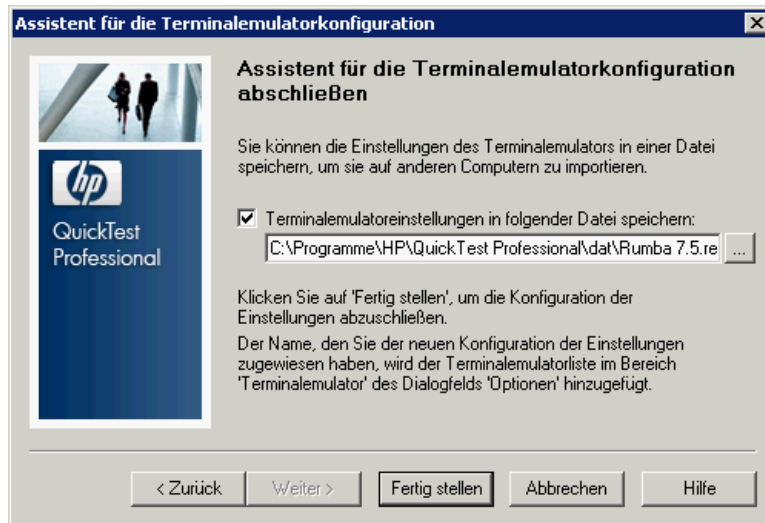 Assistent für die Terminalemulatorkonfiguration
Assistent für die Terminalemulatorkonfiguration
abschließen
Sie können die Einstellungen des Terminalemulators in einer Datei
speichern, um sie auf anderen Computern zu importieren.
hp
QuickTest
Professional
Terminalemulatoreinstellungen in folgender Datei speichern:
C:\Programme\HP\QuickTest Professional\dat\Rumba 7.5.re
...
Klicken Sie auf 'Fertig stellen', um die Konfiguration der
Einstellungen abzuschließen.
Der Name, den Sie der neuen Konfiguration der Einstellungen
zugewiesen haben, wird der Terminalemulatorliste im Bereich
'Terminalemulator' des Dialogfelds 'Optionen' hinzugefügt.
< Zurück Weiter > Fertig stellen Abbrechen Hilfe